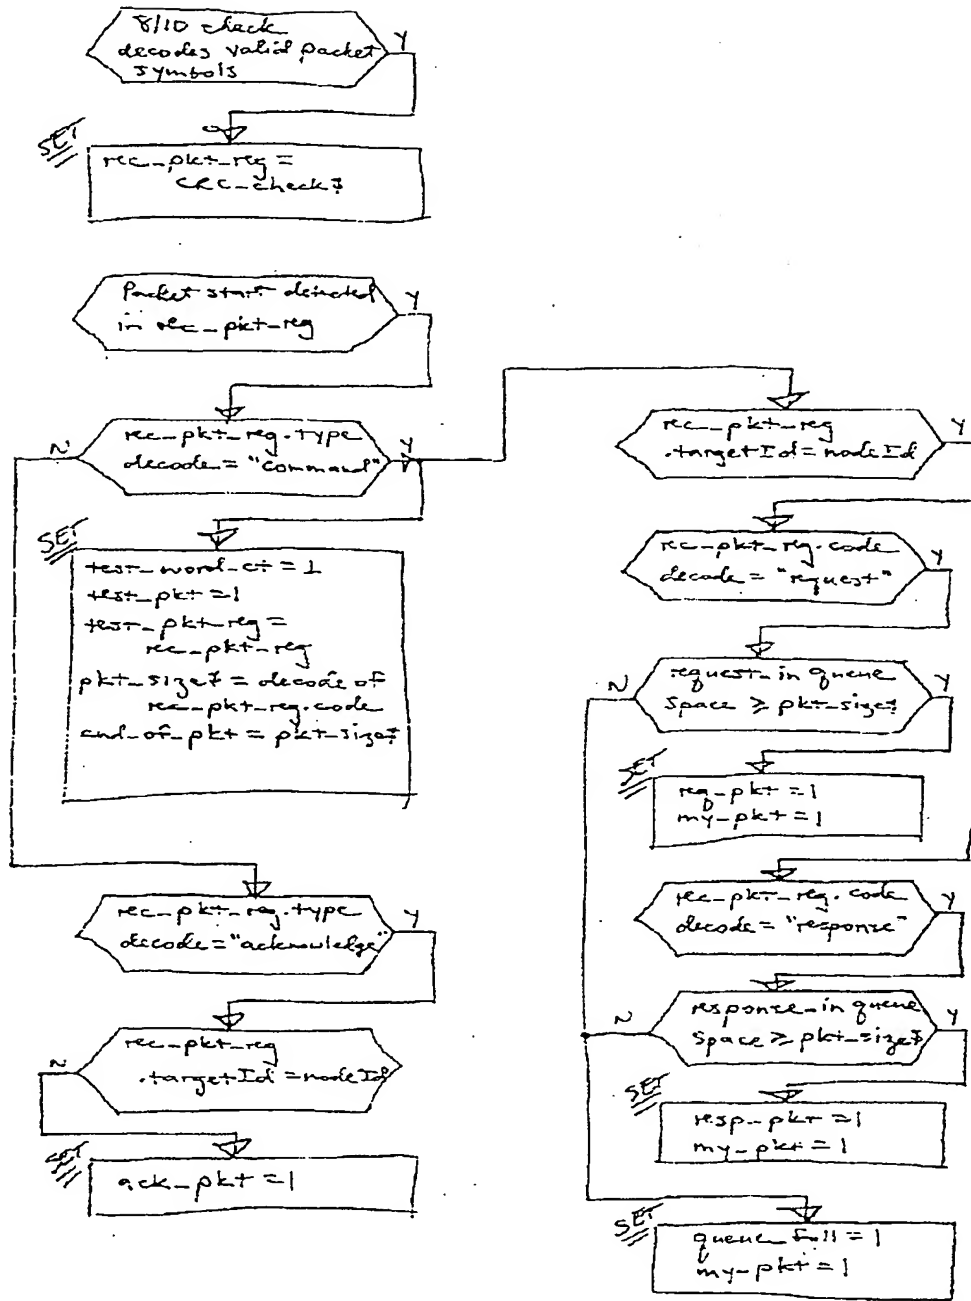 8/10 check
decodes valid packet
symbols
Y
SET
rec_pkt_reg =
CRC_check$
Packet start detected
in rec_pkt_reg
Y
N
rec_pkt_reg.type
decode = "command"
Y
SET
test_word_ct = 1
test_pkt = 1
test_pkt_reg =
rec_pkt_reg
pkt_size$ = decode of
rec_pkt_reg.code
end_of_pkt = pkt_size$
rec_pkt_reg.type
decode = "acknowledge"
Y
N
rec_pkt_reg
.targetId = nodeId
SET
ack_pkt = 1
rec_pkt_reg
.targetId = nodeId
Y
rec_pkt_reg.code
decode = "request"
Y
N
request_in queue
space ≥ pkt_size$
Y
SET
req_pkt = 1
my_pkt = 1
rec_pkt_reg.code
decode = "response"
Y
N
response_in queue
space ≥ pkt_size$
Y
SET
resp_pkt = 1
my_pkt = 1
SET
queue_full = 1
my_pkt = 1